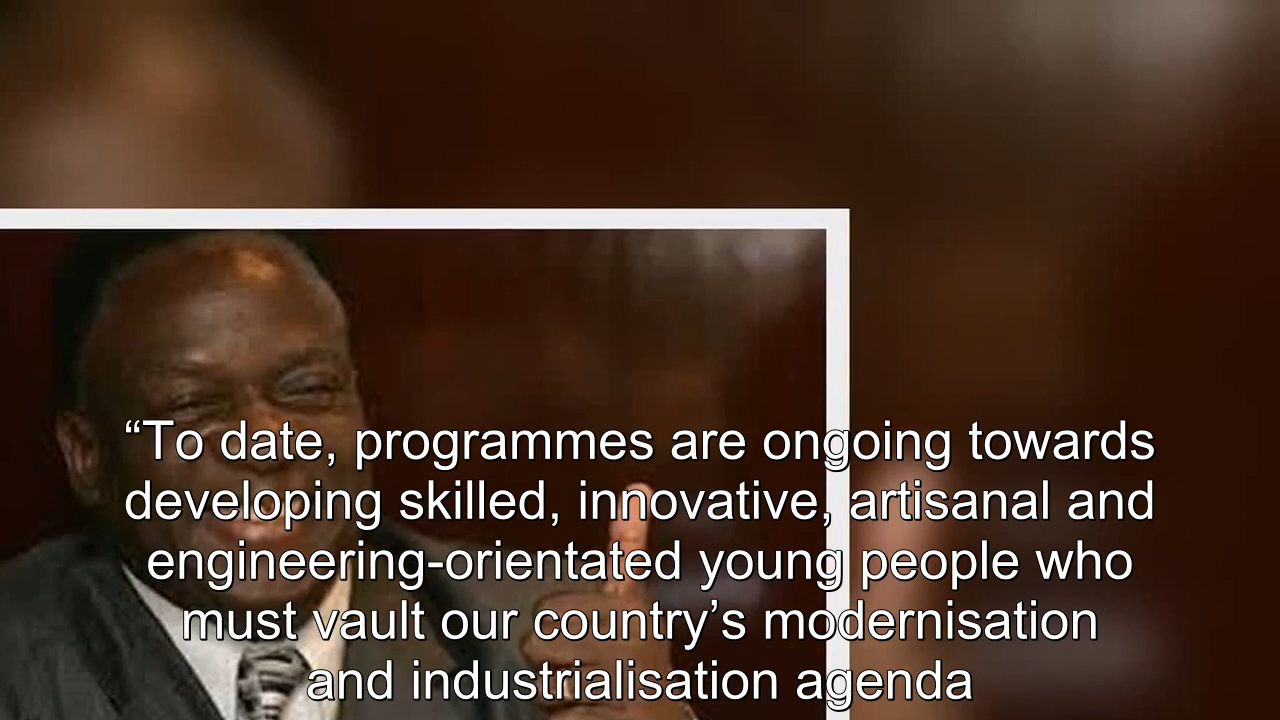 “To date, programmes are ongoing towards
developing skilled, innovative, artisanal and
engineering-orientated young people who
must vault our country’s modernisation
and industrialisation agenda